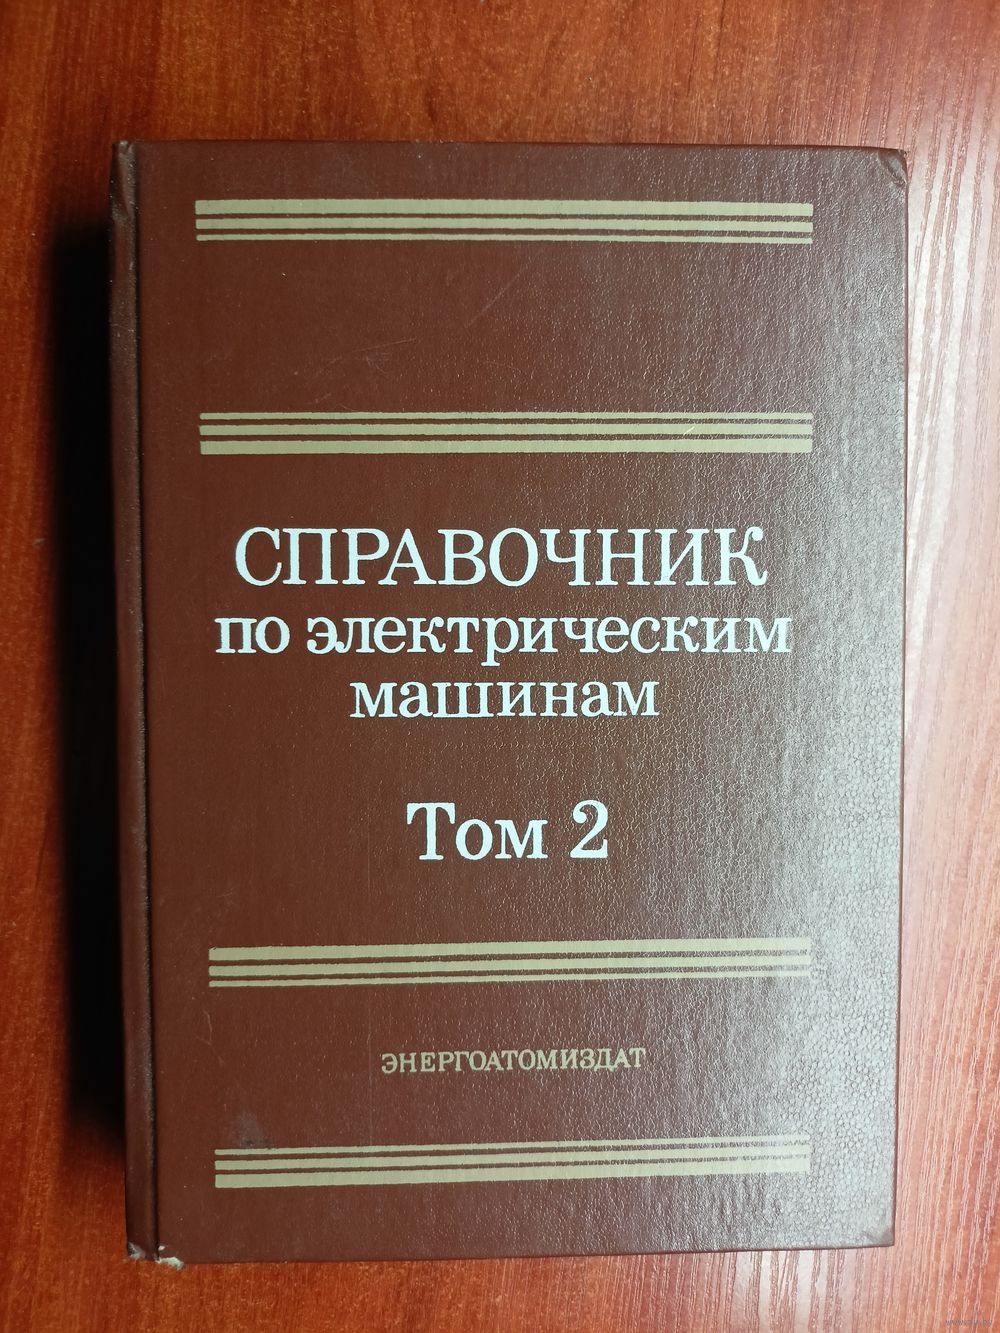 СПРАВОЧНИК
по электрическим
машинам
Том 2
ЭНЕРГОАТОМИЗДАТ